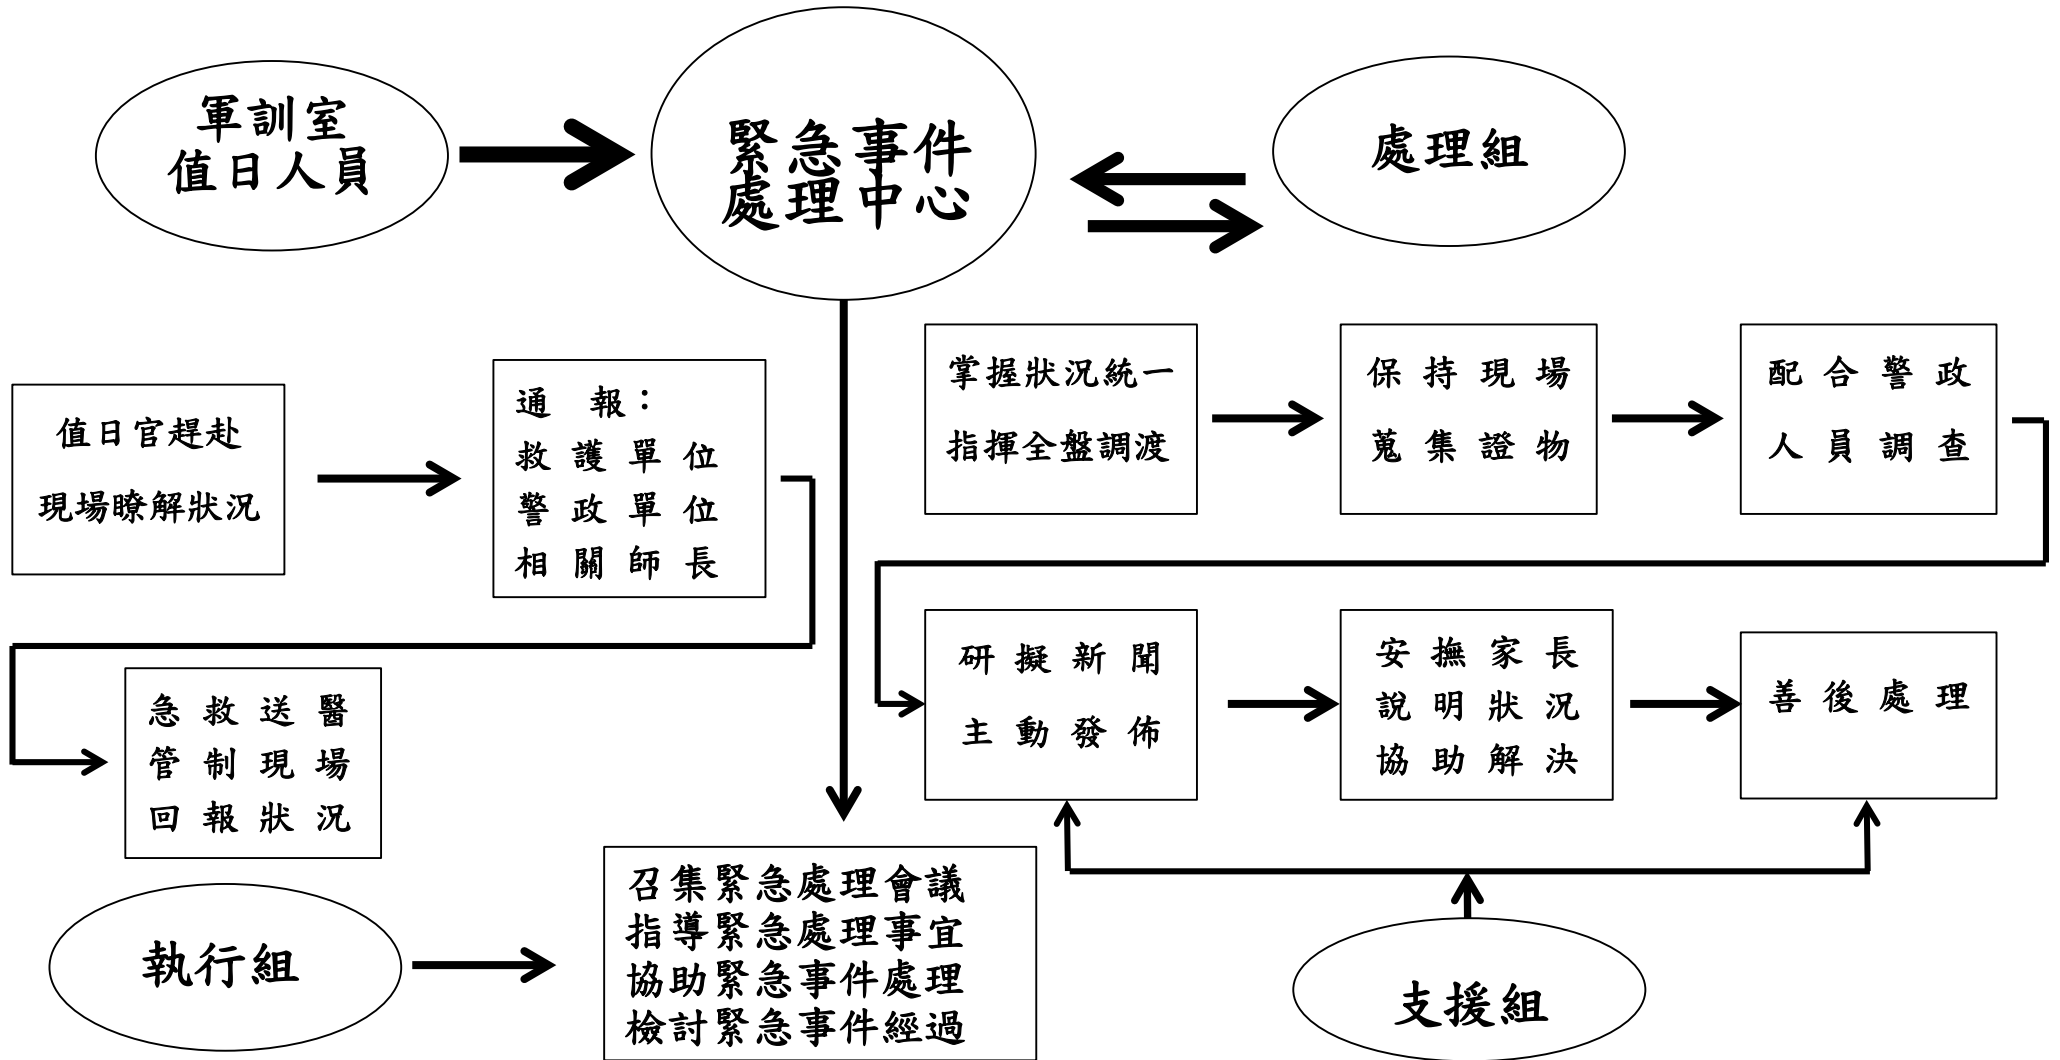 軍訓室
值日人員
緊急事件
處理中心
處理組
值日官趕赴
現場瞭解狀況
通 報：
救護單位
警政單位
相關師長
急救送醫
管制現場
回報狀況
掌握狀況統一
指揮全盤調渡
保持現場
蒐集證物
配合警政
人員調查
研擬新聞
主動發佈
安撫家長
說明狀況
協助解決
善後處理
執行組
召集緊急處理會議
指導緊急處理事宜
協助緊急事件處理
檢討緊急事件經過
支援組